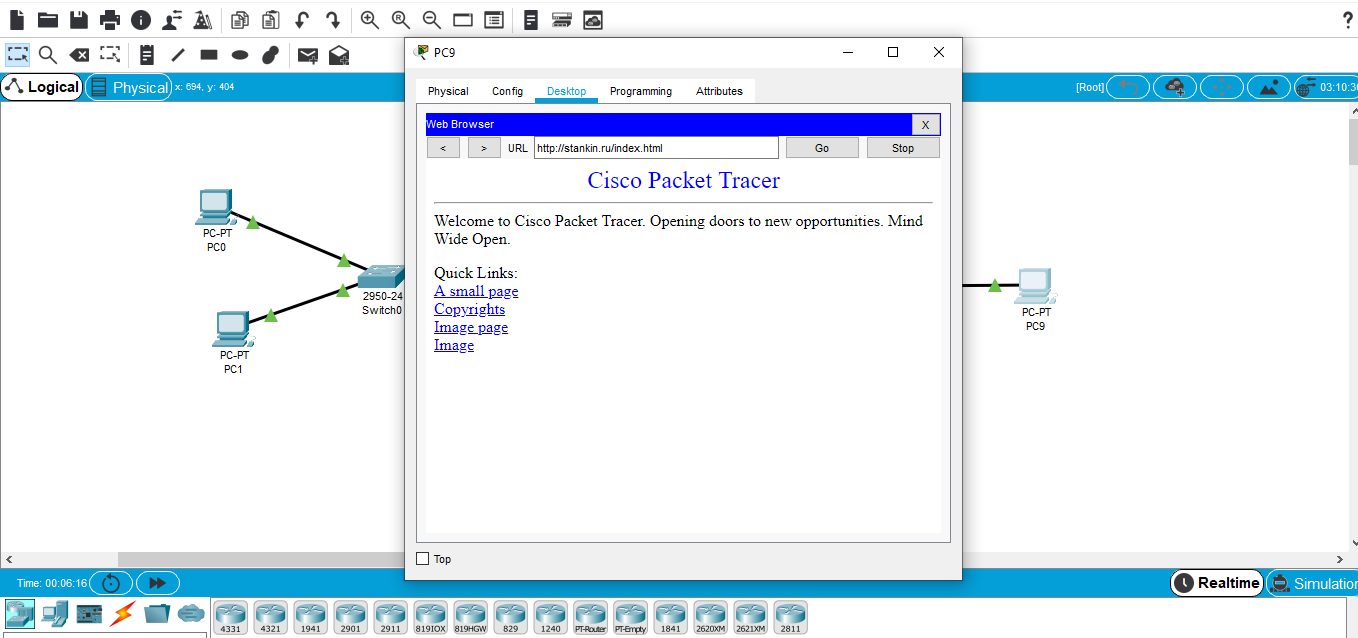 PC9
Logical
Physical
x: 694, y: 404
[Root]
Physical
Config
Desktop
Programming
Attributes
Web Browser
X
<
>
URL
http://stankin.ru/index.html
Go
Stop
Cisco Packet Tracer
Welcome to Cisco Packet Tracer. Opening doors to new opportunities. Mind
Wide Open.
Quick Links:
A small page
Copyrights
Image page
Image
PC-PT
PC0
2950-24
Switch0
PC-PT
PC1
PC-PT
PC9
Top
Time: 00:06:16
Realtime
4331
4321
1941
2901
2911
819IOX
819HGW
829
1240
PT-Router
PT-Empty
1841
2620XM
2621XM
2811